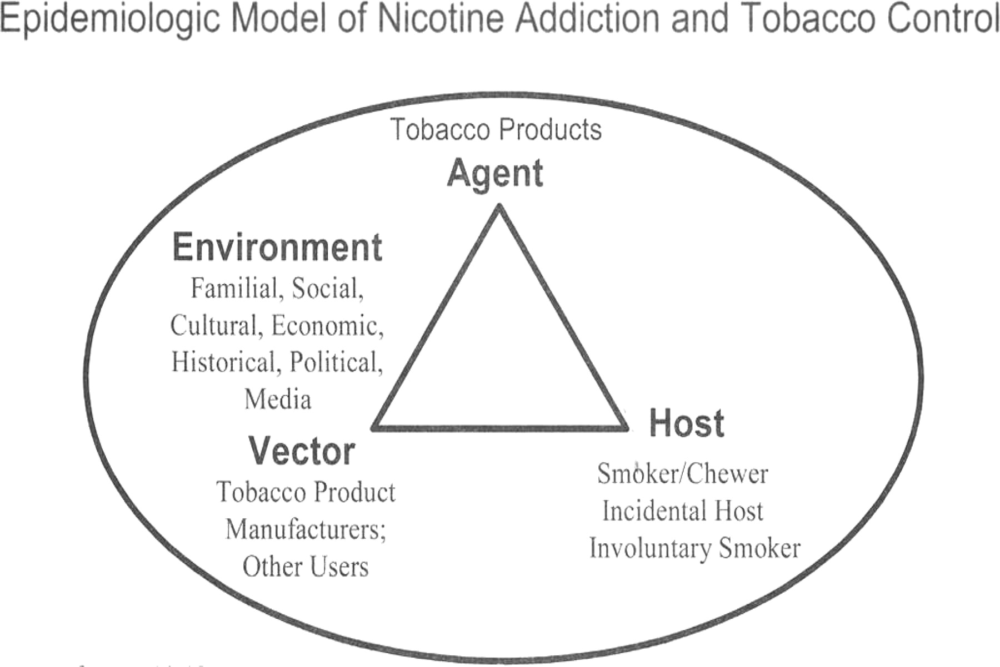 Epidemiologic Model of Nicotine Addiction and Tobacco Control
Tobacco Products
Agent
Environment
Familial, Social,
Cultural, Economic,
Historical, Political,
Media
Vector
Tobacco Product
Manufacturers;
Other Users
Host
Smoker/Chewer
Incidental Host
Involuntary Smoker